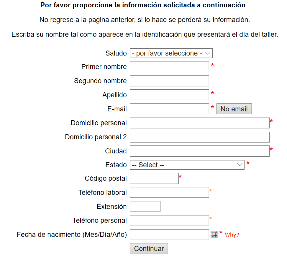 Por favor proporcione la información solicitada a continuación
No regrese a la pagina anterior, si lo hace se perderá su información.
Escriba su nombre tal como aparece en la identificación que presentará el día del taller.
Saludo - por favor seleccione -
Primer nombre *
Segundo nombre
Apellido *
E-mail * No email
Domicilio personal *
Domicilio personal 2
Ciudad *
Estado -- Select -- *
Código postal *
Teléfono laboral *
Extensión
Teléfono personal *
Fecha de nacimiento (Mes/Día/Año) * Why?
Continuar